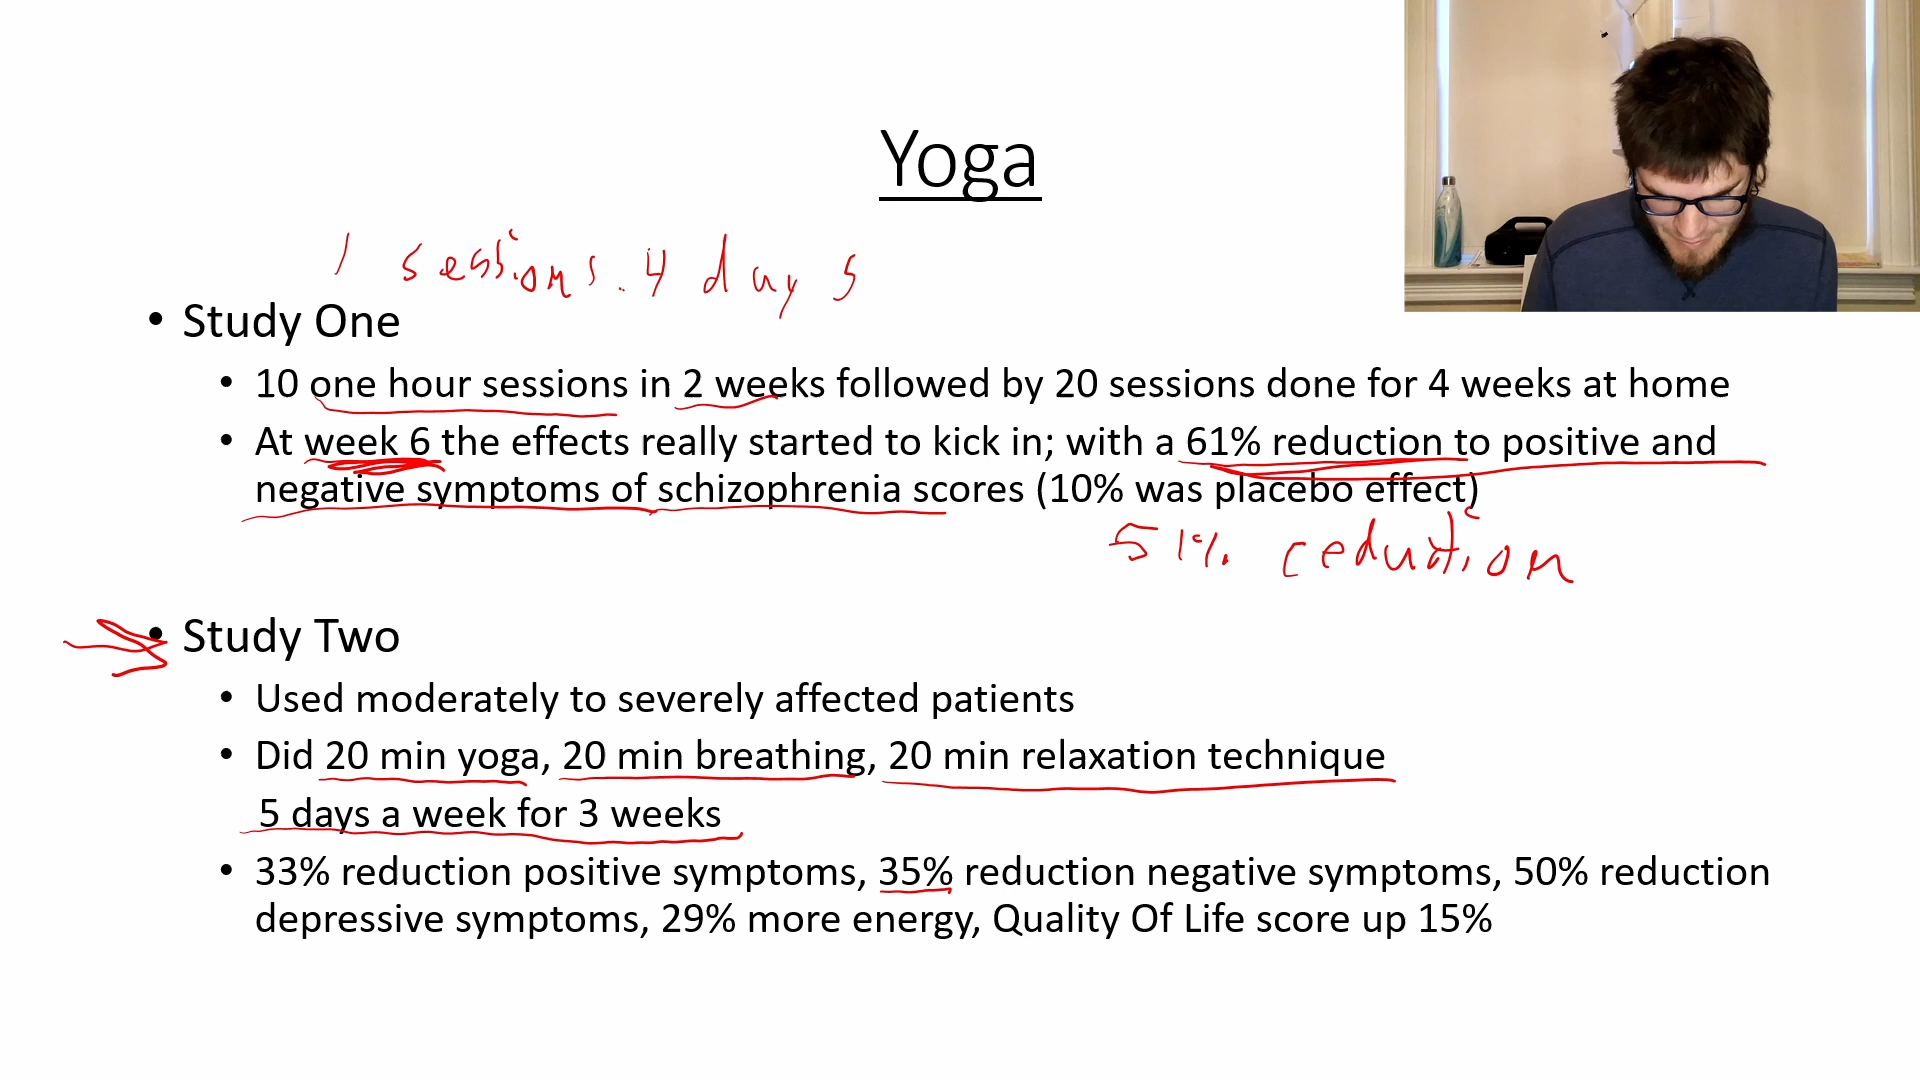 Yoga
1 sessions. 4 days
• Study One
• 10 one hour sessions in 2 weeks followed by 20 sessions done for 4 weeks at home
• At week 6 the effects really started to kick in; with a 61% reduction to positive and
negative symptoms of schizophrenia scores (10% was placebo effect)
51% reduction
• Study Two
• Used moderately to severely affected patients
• Did 20 min yoga, 20 min breathing, 20 min relaxation technique
5 days a week for 3 weeks
• 33% reduction positive symptoms, 35% reduction negative symptoms, 50% reduction
depressive symptoms, 29% more energy, Quality Of Life score up 15%